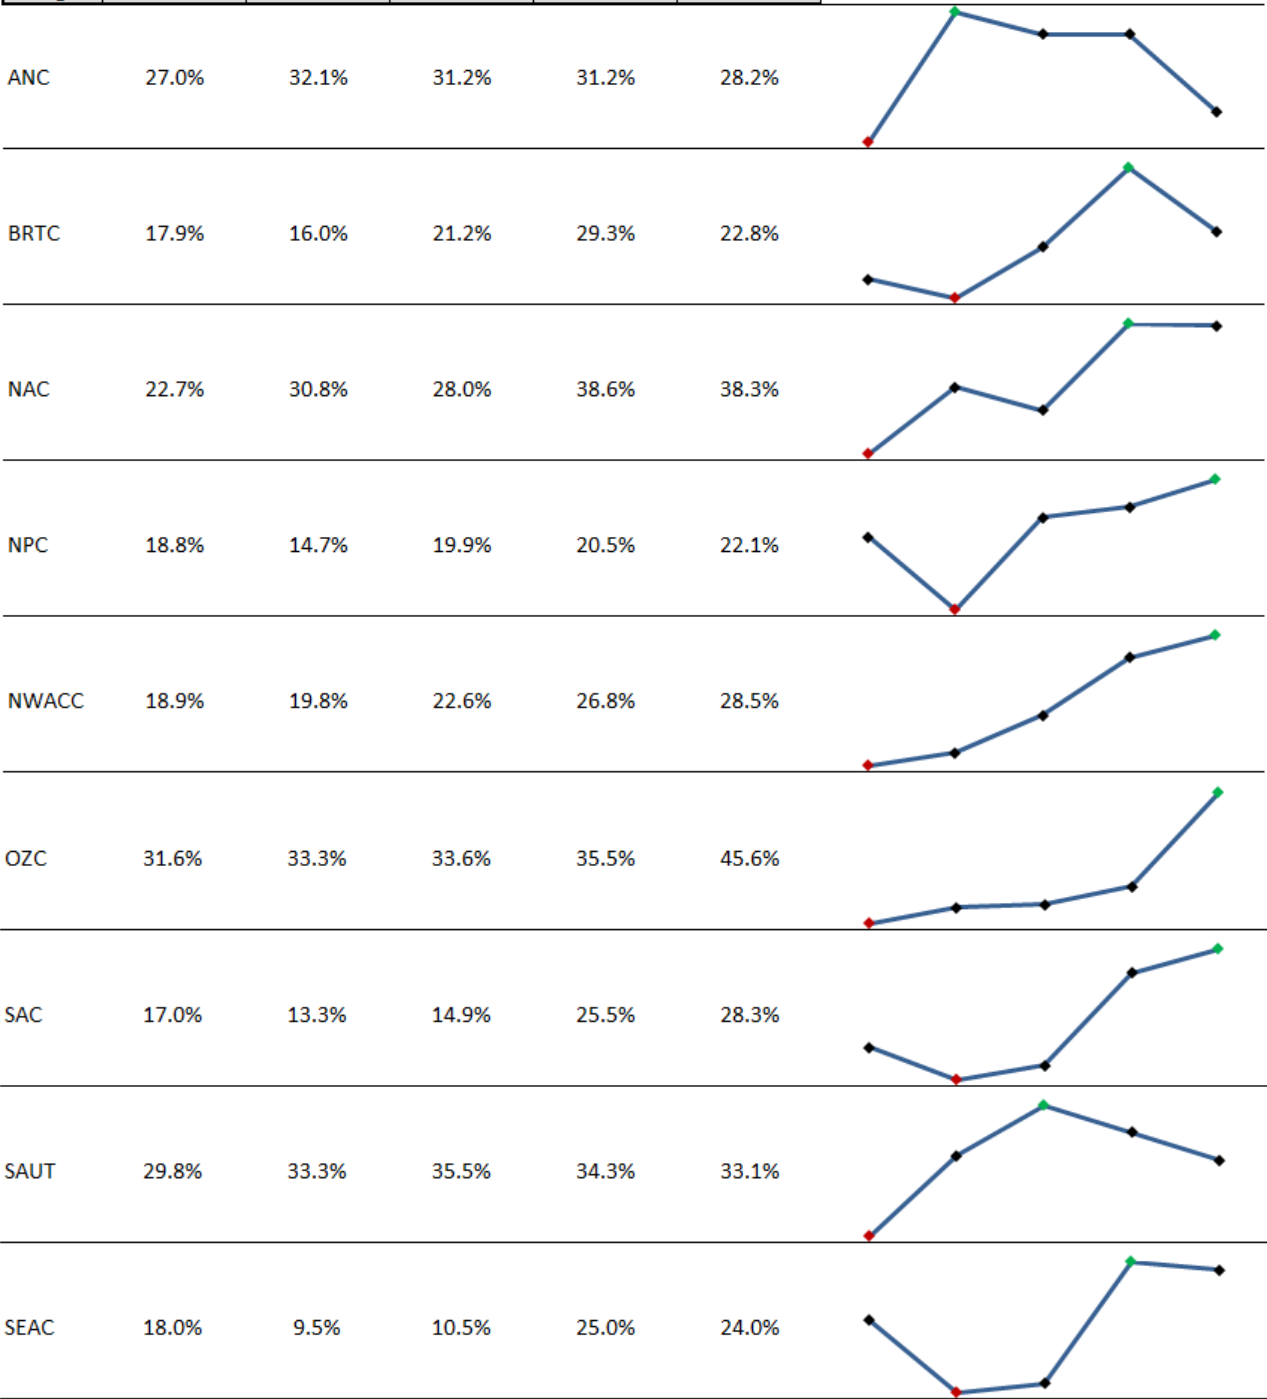 ANC 27.0% 32.1% 31.2% 31.2% 28.2%
BRTC 17.9% 16.0% 21.2% 29.3% 22.8%
NAC 22.7% 30.8% 28.0% 38.6% 38.3%
NPC 18.8% 14.7% 19.9% 20.5% 22.1%
NWACC 18.9% 19.8% 22.6% 26.8% 28.5%
OZC 31.6% 33.3% 33.6% 35.5% 45.6%
SAC 17.0% 13.3% 14.9% 25.5% 28.3%
SAUT 29.8% 33.3% 35.5% 34.3% 33.1%
SEAC 18.0% 9.5% 10.5% 25.0% 24.0%